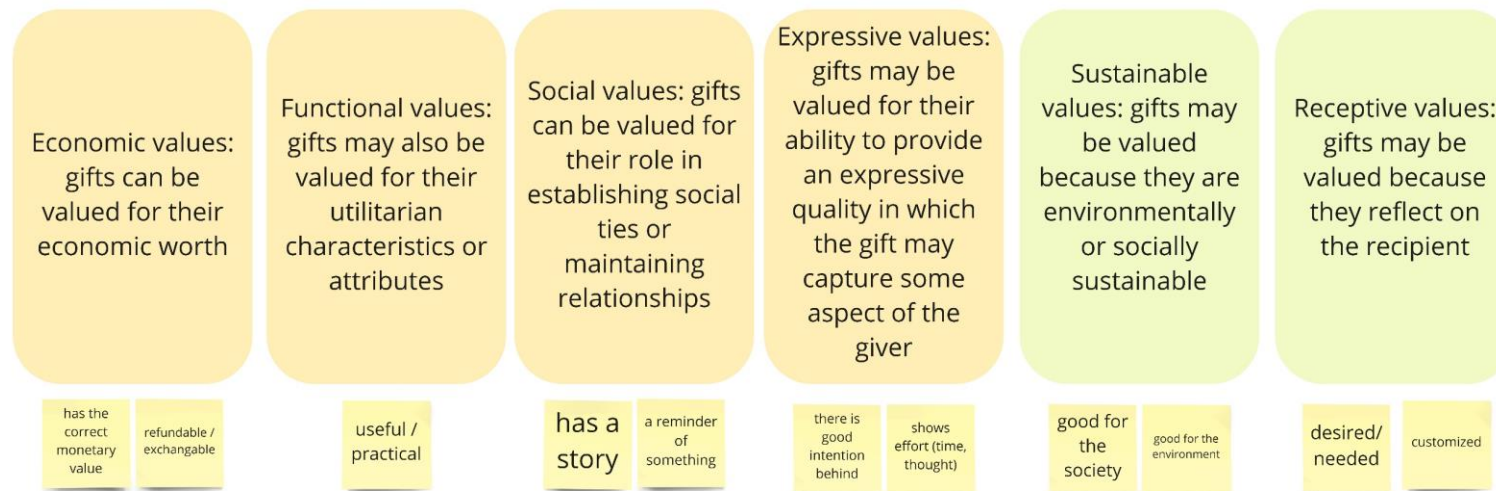 Economic values:
gifts can be
valued for their
economic worth
Functional values:
gifts may also be
valued for their
utilitarian
characteristics or
attributes
Social values: gifts
can be valued for
their role in
establishing social
ties or
maintaining
relationships
Expressive values:
gifts may be
valued for their
ability to provide
an expressive
quality in which
the gift may
capture some
aspect of the
giver
Sustainable
values: gifts may
be valued
because they are
environmentally
or socially
sustainable
Receptive values:
gifts may be
valued because
they reflect on
the recipient
has the
correct
monetary
value
refundable /
exchangable
useful /
practical
has a
story
a reminder
of
something
there is
good
intention
behind
shows
effort (time,
thought)
good for
the
society
good for the
environment
desired/
needed
customized